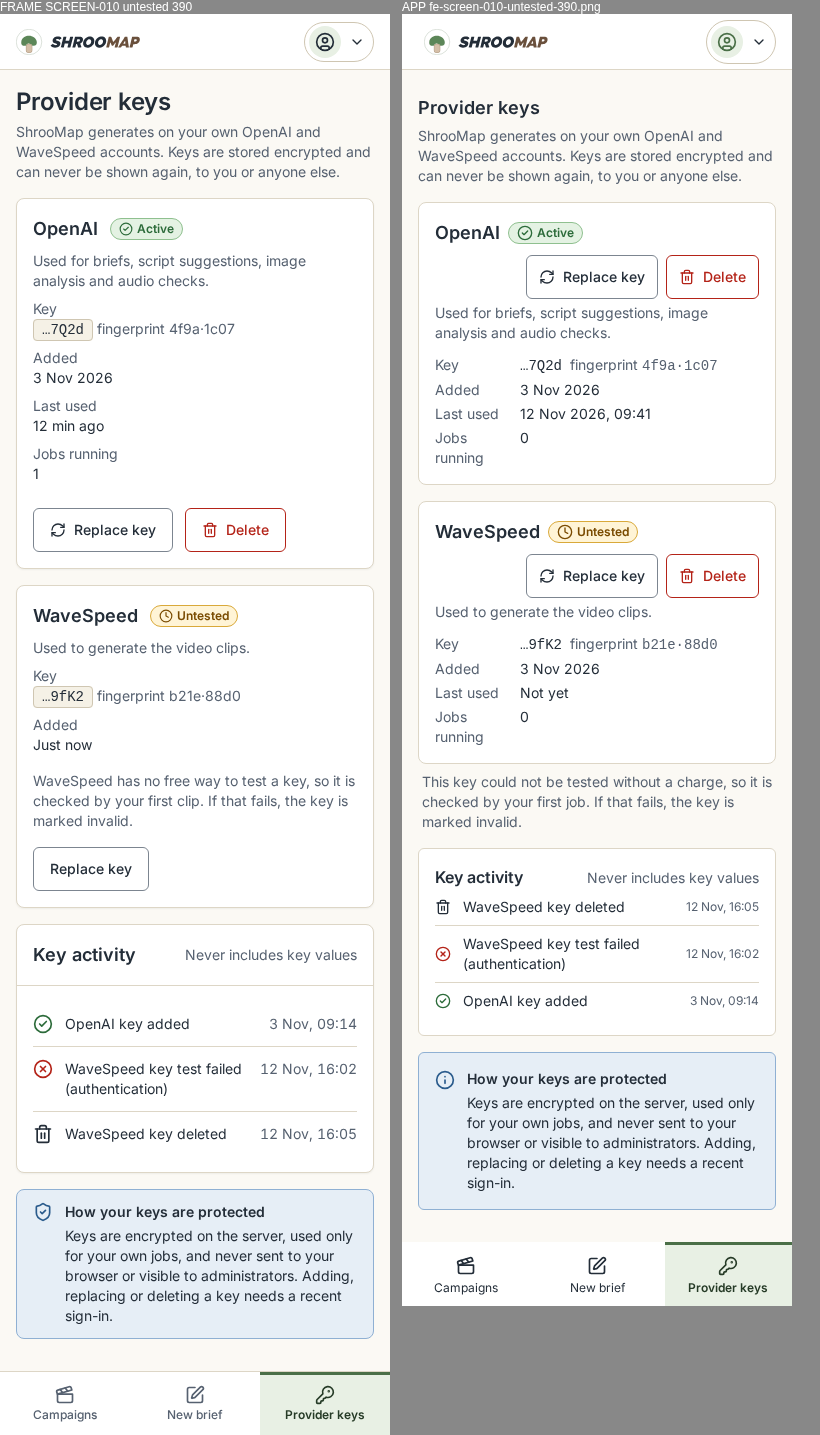 FRAME SCREEN-010 untested 390
SHROOMAP
Provider keys
ShrooMap generates on your own OpenAI and
WaveSpeed accounts. Keys are stored encrypted and
can never be shown again, to you or anyone else.
OpenAI Active
Used for briefs, script suggestions, image
analysis and audio checks.
Key
…7Q2d fingerprint 4f9a·1c07
Added
3 Nov 2026
Last used
12 min ago
Jobs running
1
Replace key Delete
WaveSpeed Untested
Used to generate the video clips.
Key
…9fK2 fingerprint b21e·88d0
Added
Just now
WaveSpeed has no free way to test a key, so it is
checked by your first clip. If that fails, the key is
marked invalid.
Replace key
Key activity Never includes key values
OpenAI key added 3 Nov, 09:14
WaveSpeed key test failed 12 Nov, 16:02
(authentication)
WaveSpeed key deleted 12 Nov, 16:05
How your keys are protected
Keys are encrypted on the server, used only
for your own jobs, and never sent to your
browser or visible to administrators. Adding,
replacing or deleting a key needs a recent
sign-in.
Campaigns New brief Provider keys
APP fe-screen-010-untested-390.png
SHROOMAP
Provider keys
ShrooMap generates on your own OpenAI and
WaveSpeed accounts. Keys are stored encrypted and
can never be shown again, to you or anyone else.
OpenAI Active
Replace key Delete
Used for briefs, script suggestions, image
analysis and audio checks.
Key …7Q2d fingerprint 4f9a·1c07
Added 3 Nov 2026
Last used 12 Nov 2026, 09:41
Jobs 0
running
WaveSpeed Untested
Replace key Delete
Used to generate the video clips.
Key …9fK2 fingerprint b21e·88d0
Added 3 Nov 2026
Last used Not yet
Jobs 0
running
This key could not be tested without a charge, so it is
checked by your first job. If that fails, the key is
marked invalid.
Key activity Never includes key values
WaveSpeed key deleted 12 Nov, 16:05
WaveSpeed key test failed 12 Nov, 16:02
(authentication)
OpenAI key added 3 Nov, 09:14
How your keys are protected
Keys are encrypted on the server, used only
for your own jobs, and never sent to your
browser or visible to administrators. Adding,
replacing or deleting a key needs a recent
sign-in.
Campaigns New brief Provider keys